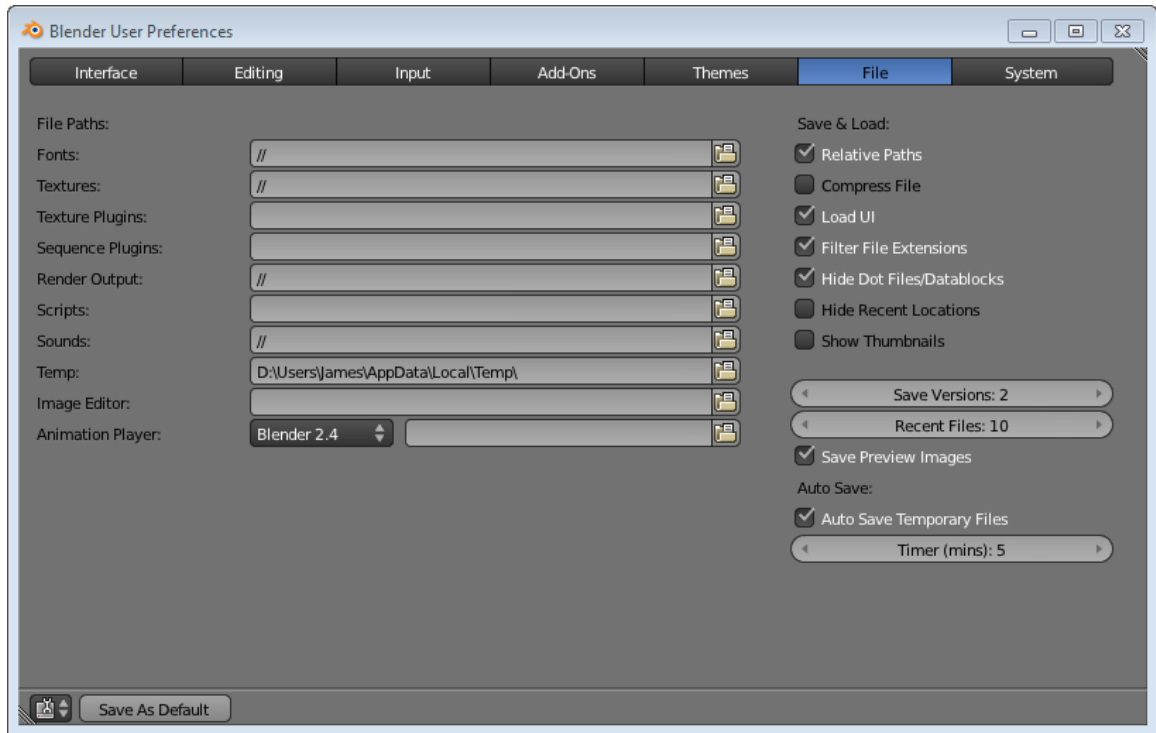 Blender User Preferences
Interface Editing Input Add-Ons Themes File System
File Paths:
Fonts: //
Textures: //
Texture Plugins:
Sequence Plugins:
Render Output: //
Scripts:
Sounds: //
Temp: D:\Users\James\AppData\Local\Temp\
Image Editor:
Animation Player: Blender 2.4
Save & Load:
Relative Paths
Compress File
Load UI
Filter File Extensions
Hide Dot Files/Datablocks
Hide Recent Locations
Show Thumbnails
Save Versions: 2
Recent Files: 10
Save Preview Images
Auto Save:
Auto Save Temporary Files
Timer (mins): 5
Save As Default